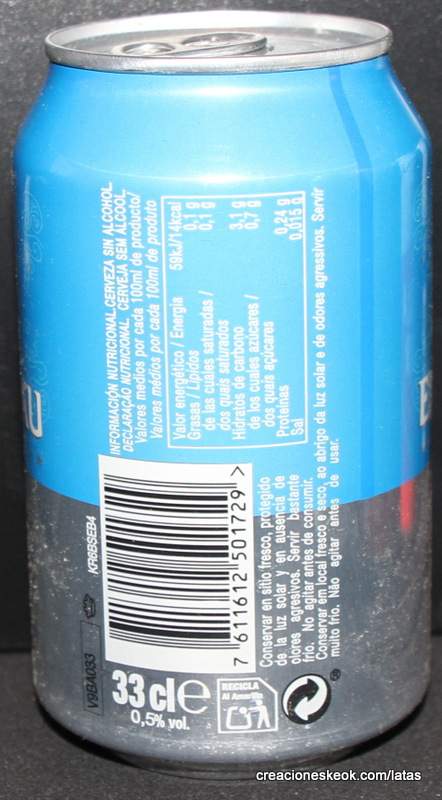 INFORMACIÓN NUTRICIONAL.CERVEZA SIN ALCOHOL.
DECLARAÇÃO NUTRICIONAL. CERVEJA SEM ÁLCOOL.
Valores medios por cada 100ml de producto/
Valores médios por cada 100ml de produto
Valor energético / Energia 59kJ/14kcal
Grasas / Lípidos 0,1 g
de las cuales saturadas / 0,1 g
dos quais saturados
Hidratos de carbono 3,1 g
de los cuales azúcares / 0,7 g
dos quais açúcares
Proteínas 0,24 g
Sal 0,015 g
Conservar en sitio fresco, protegido
de la luz solar y en ausencia de
olores agresivos. Servir bastante
frío. No agitar antes de consumir.
Conservar em local fresco e seco, ao abrigo da luz solar e de odores agressivos. Servir
muito frio. Não agitar antes de usar.
KR6BSEB4
7 611612 501729 >
V9BA033
33 cl e
0,5% vol.
RECICLA
Al Amarillo
®
creacioneskeok.com/latas